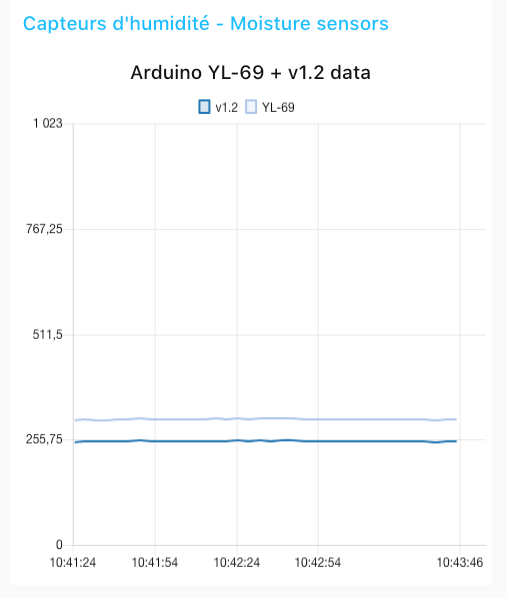 Capteurs d'humidité - Moisture sensors
Arduino YL-69 + v1.2 data
v1.2 YL-69
1 023
767,25
511,5
255,75
0
10:41:24 10:41:54 10:42:24 10:42:54 10:43:46